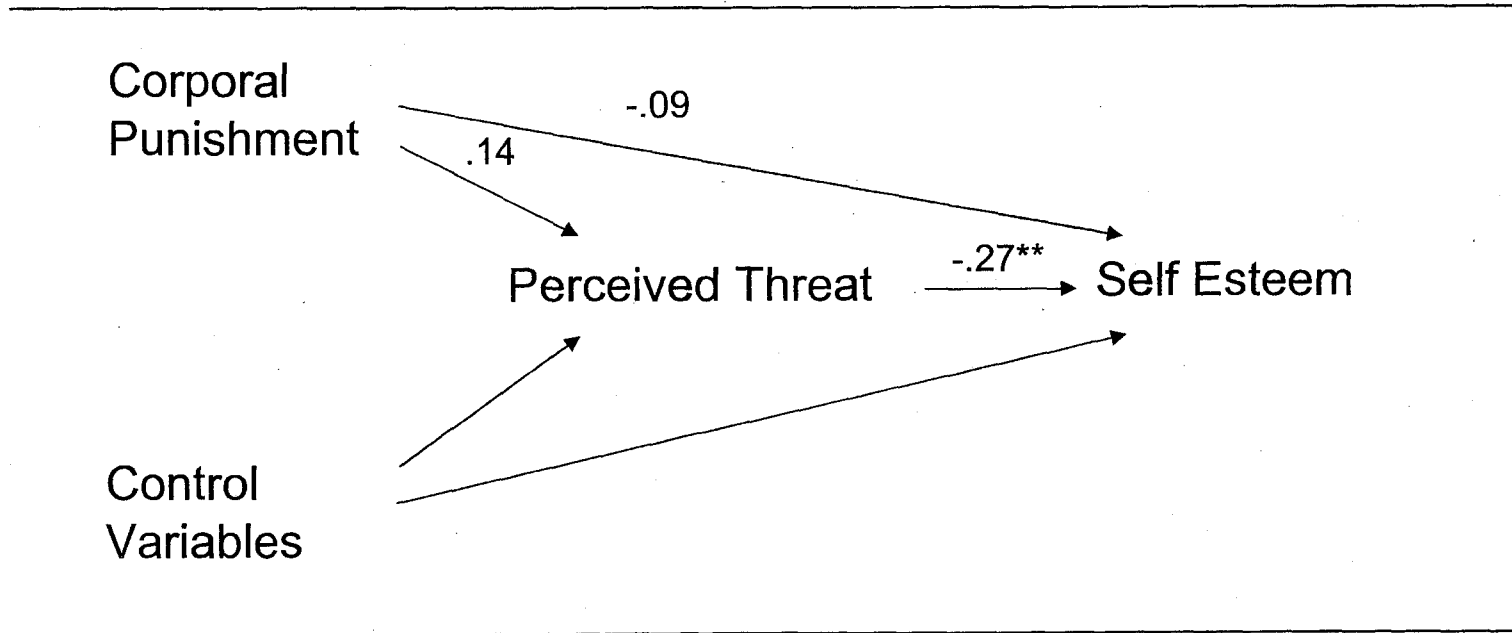 Corporal
Punishment
-.09
.14
Perceived Threat
-.27**
Self Esteem
Control
Variables